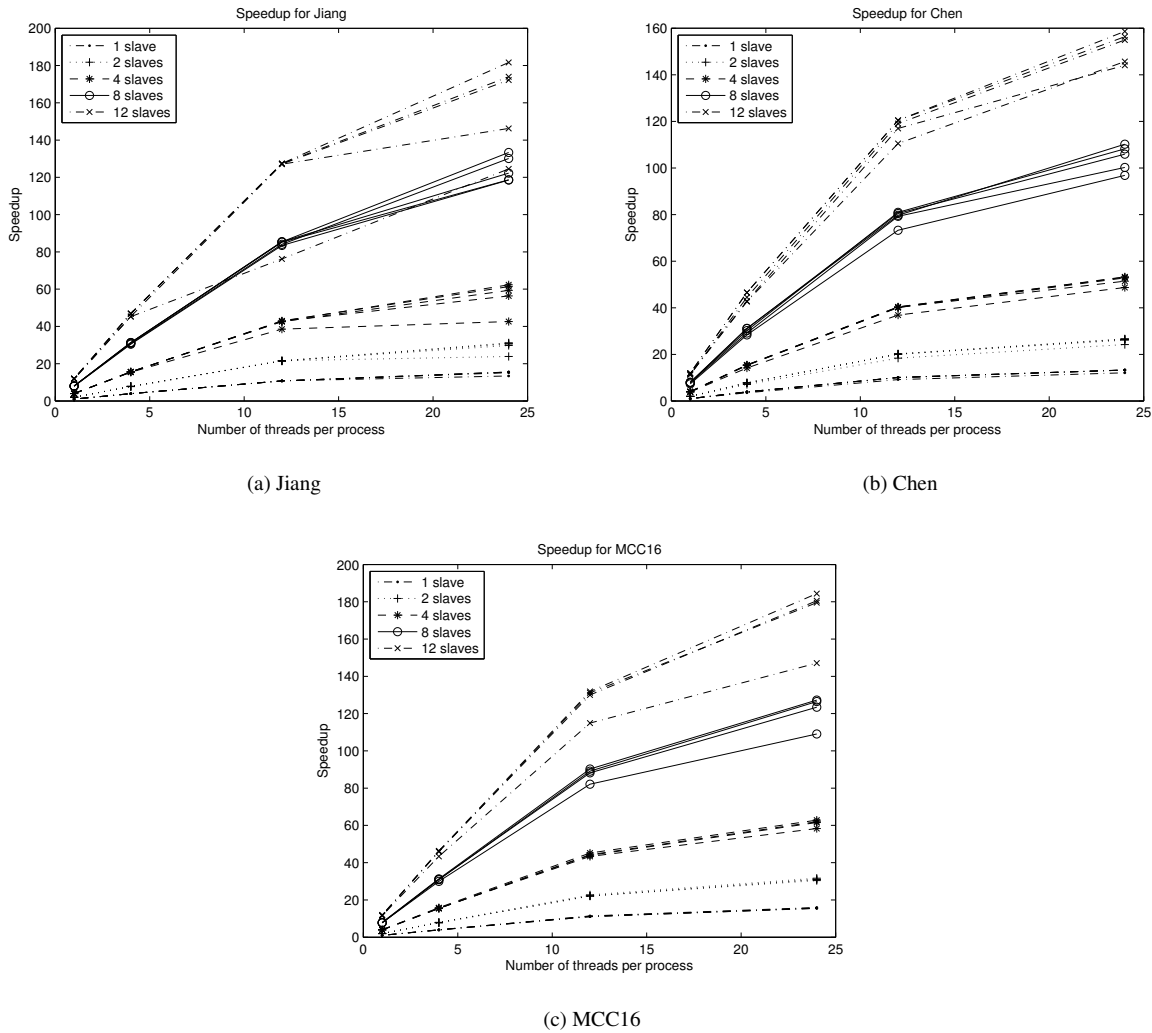 Speedup for Jiang
200
180
160
140
120
100
80
60
40
20
0
Speedup
1 slave
2 slaves
4 slaves
8 slaves
12 slaves
0 5 10 15 20 25
Number of threads per process
(a) Jiang
Speedup for Chen
160
140
120
100
80
60
40
20
0
Speedup
1 slave
2 slaves
4 slaves
8 slaves
12 slaves
0 5 10 15 20 25
Number of threads per process
(b) Chen
Speedup for MCC16
200
180
160
140
120
100
80
60
40
20
0
Speedup
1 slave
2 slaves
4 slaves
8 slaves
12 slaves
0 5 10 15 20 25
Number of threads per process
(c) MCC16